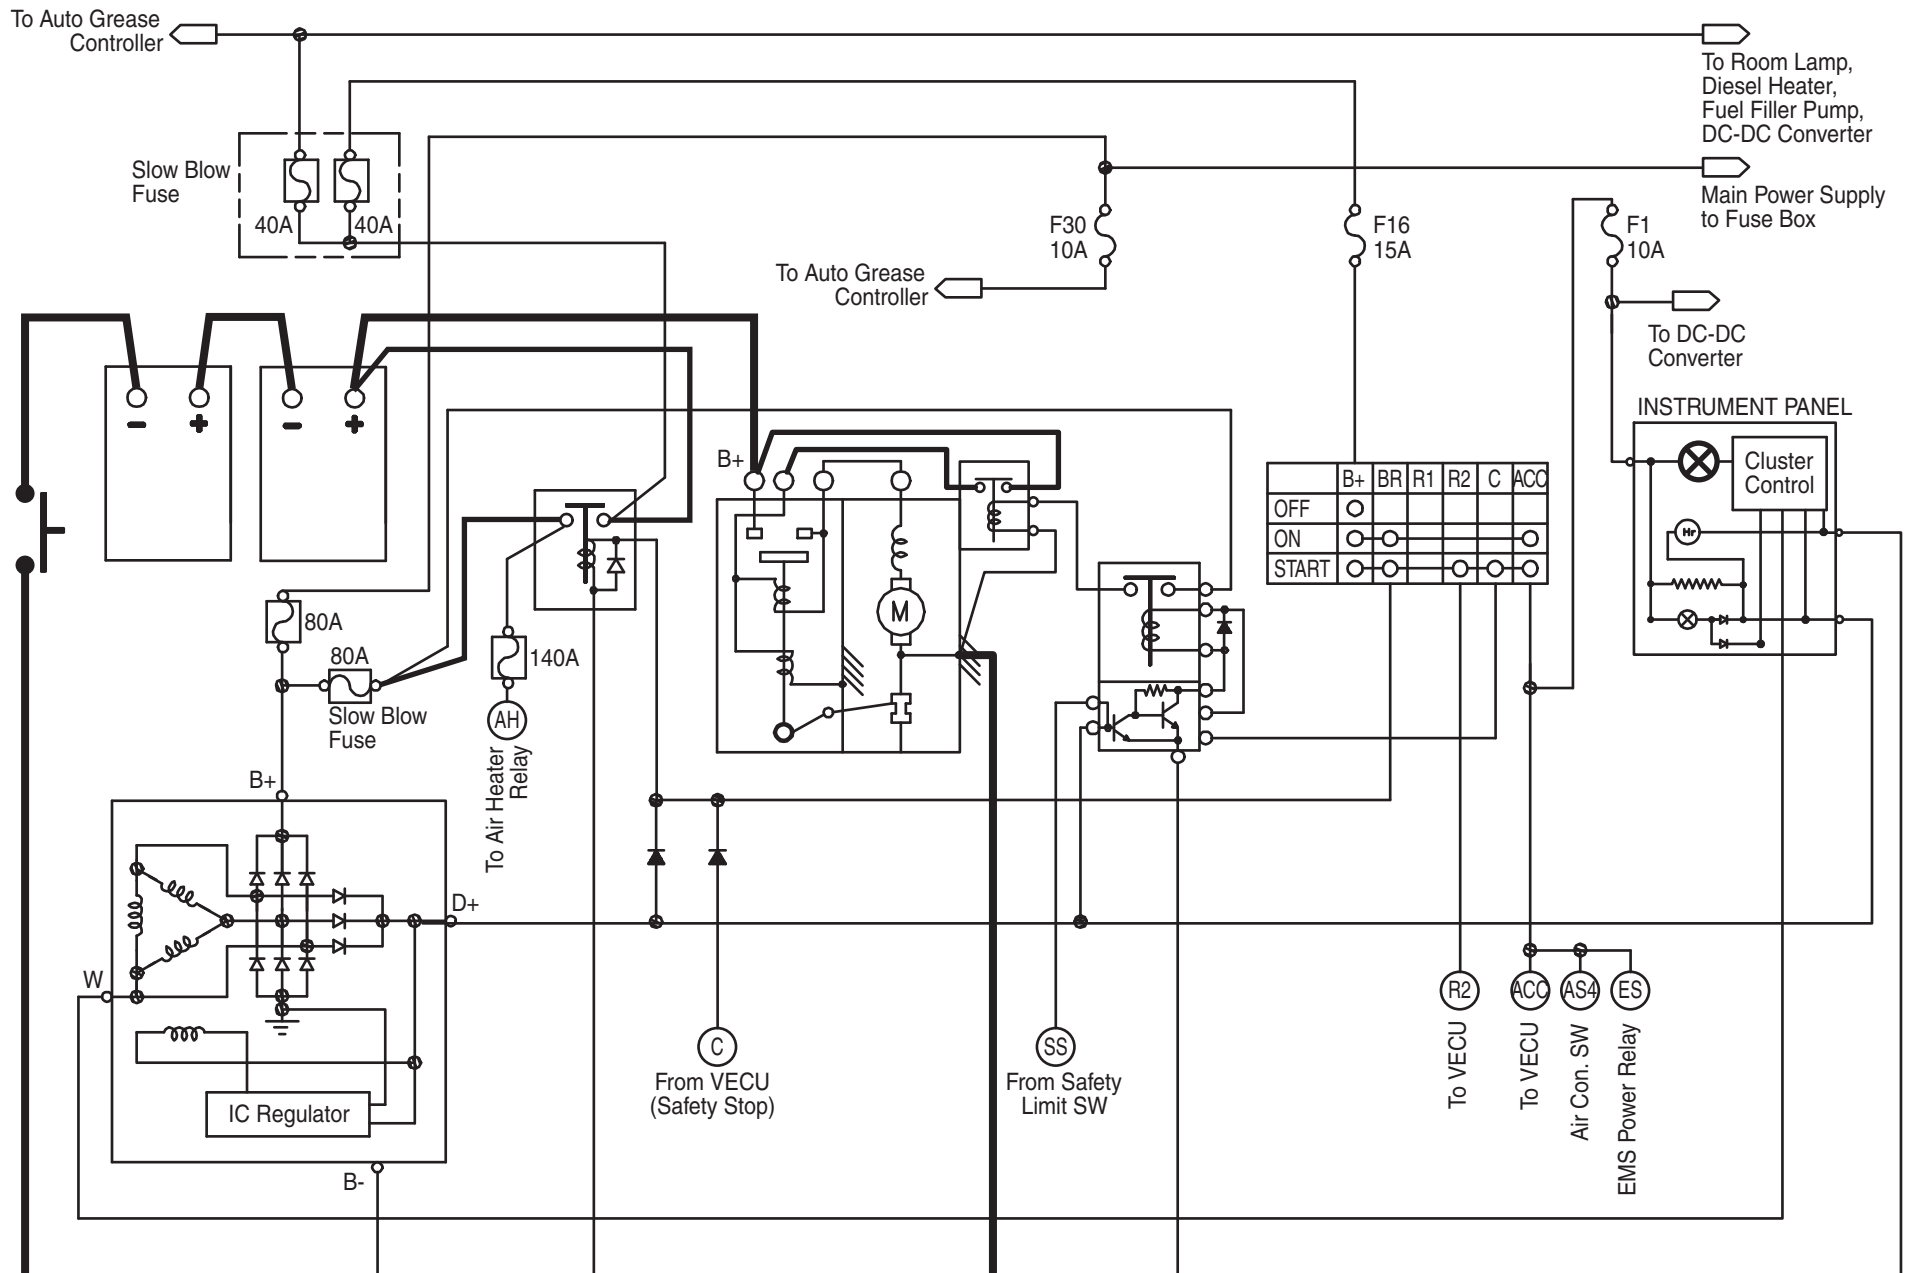 To Auto Grease
Controller
To Room Lamp,
Diesel Heater,
Fuel Filler Pump,
DC-DC Converter
Slow Blow
Fuse
40A
40A
Main Power Supply
to Fuse Box
F30
10A
F16
15A
F1
10A
To Auto Grease
Controller
To DC-DC
Converter
INSTRUMENT PANEL
B+
B+ BR R1 R2 C ACC
OFF
ON
START
Cluster
Control
Hr
M
80A
80A
Slow Blow
Fuse
140A
AH
To Air Heater
Relay
B+
D+
W
IC Regulator
B-
C
From VECU
(Safety Stop)
SS
From Safety
Limit SW
R2
ACC
AS4
ES
To VECU
To VECU
Air Con. SW
EMS Power Relay